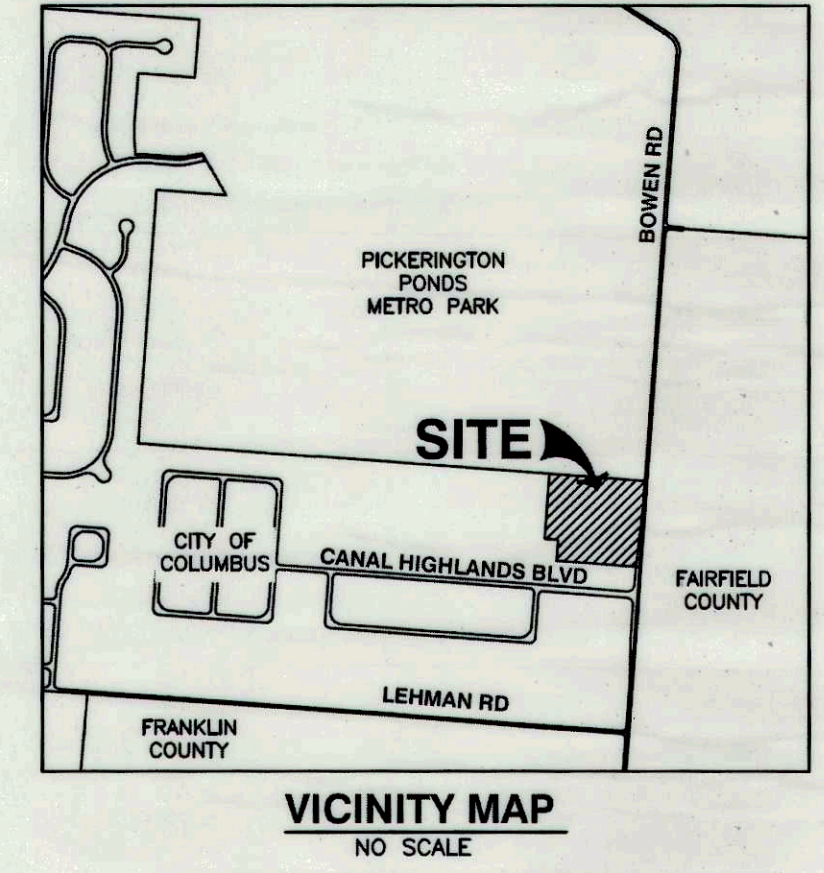 BOWEN RD
PICKERINGTON
PONDS
METRO PARK
SITE
CITY OF
COLUMBUS
CANAL HIGHLANDS BLVD
FAIRFIELD
COUNTY
LEHMAN RD
FRANKLIN
COUNTY
VICINITY MAP
NO SCALE